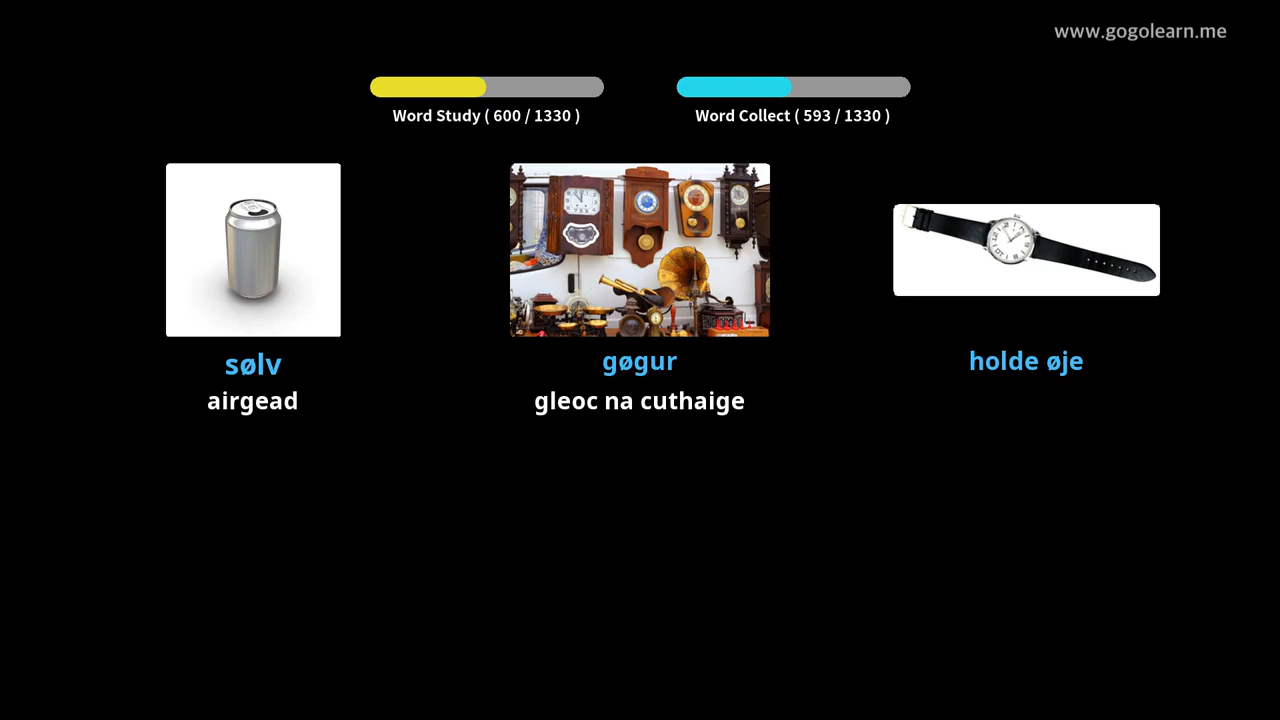 www.gogolearn.me
Word Study ( 600 / 1330 )
Word Collect ( 593 / 1330 )
sølv
gøgur
holde øje
airgead
gleoc na cuthaige